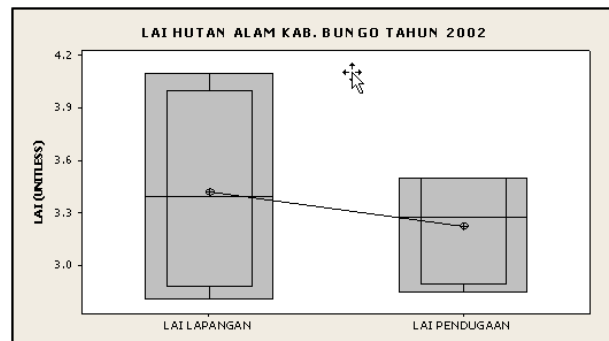 LAI HUTAN ALAM KAB. BUNGO TAHUN 2002
4.2
3.9
3.6
3.3
3.0
LAI (UNITLESS)
LAI LAPANGAN
LAI PENDUGAAN